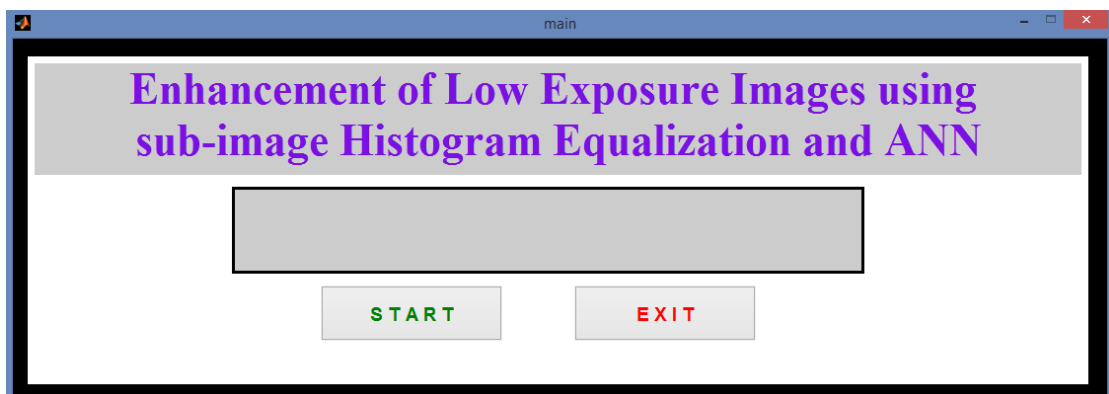 main
Enhancement of Low Exposure Images using
sub-image Histogram Equalization and ANN
START EXIT